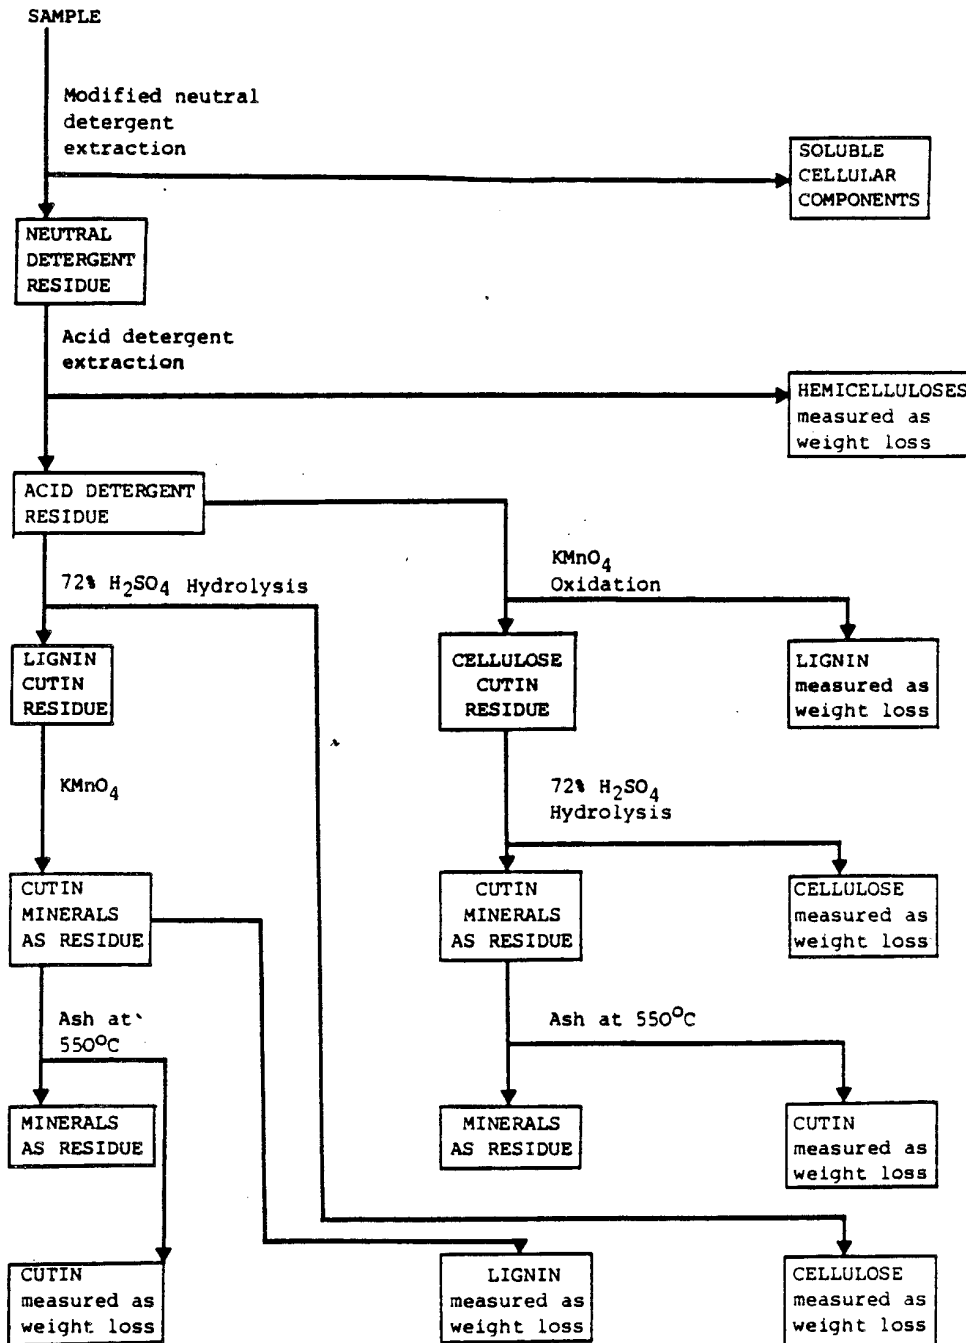 SAMPLE
Modified neutral
detergent
extraction
SOLUBLE
CELLULAR
COMPONENTS
NEUTRAL
DETERGENT
RESIDUE
Acid detergent
extraction
HEMICELLULOSES
measured as
weight loss
ACID DETERGENT
RESIDUE
72% H₂SO₄ Hydrolysis
KMnO₄
Oxidation
LIGNIN
CUTIN
RESIDUE
CELLULOSE
CUTIN
RESIDUE
LIGNIN
measured as
weight loss
KMnO₄
72% H₂SO₄
Hydrolysis
CUTIN
MINERALS
AS RESIDUE
CUTIN
MINERALS
AS RESIDUE
CELLULOSE
measured as
weight loss
Ash at
550°C
Ash at 550°C
MINERALS
AS RESIDUE
MINERALS
AS RESIDUE
CUTIN
measured as
weight loss
CUTIN
measured as
weight loss
LIGNIN
measured as
weight loss
CELLULOSE
measured as
weight loss